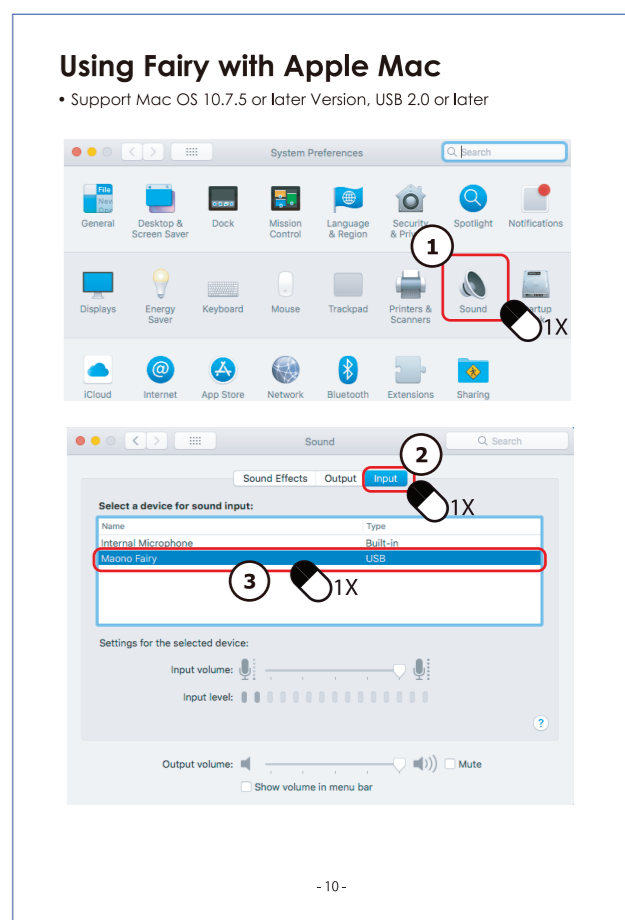 Using Fairy with Apple Mac
• Support Mac OS 10.7.5 or later Version, USB 2.0 or later
System Preferences
Search
File
New
General
Desktop &
Screen Saver
Dock
Mission
Control
Language
& Region
Security
Spotlight
Notifications
1
Displays
Energy
Saver
Keyboard
Mouse
Trackpad
Printers &
Scanners
Sound
1X
iCloud
@
Internet
App Store
Network
Bluetooth
Extensions
Sharing
Sound
Search
2
Sound Effects
Output
Input
1X
Select a device for sound input:
Name
Type
Internal Microphone
Built-in
Maono Fairy
USB
3
1X
Settings for the selected device:
Input volume:
Input level:
?
Output volume:
Mute
Show volume in menu bar
- 10 -